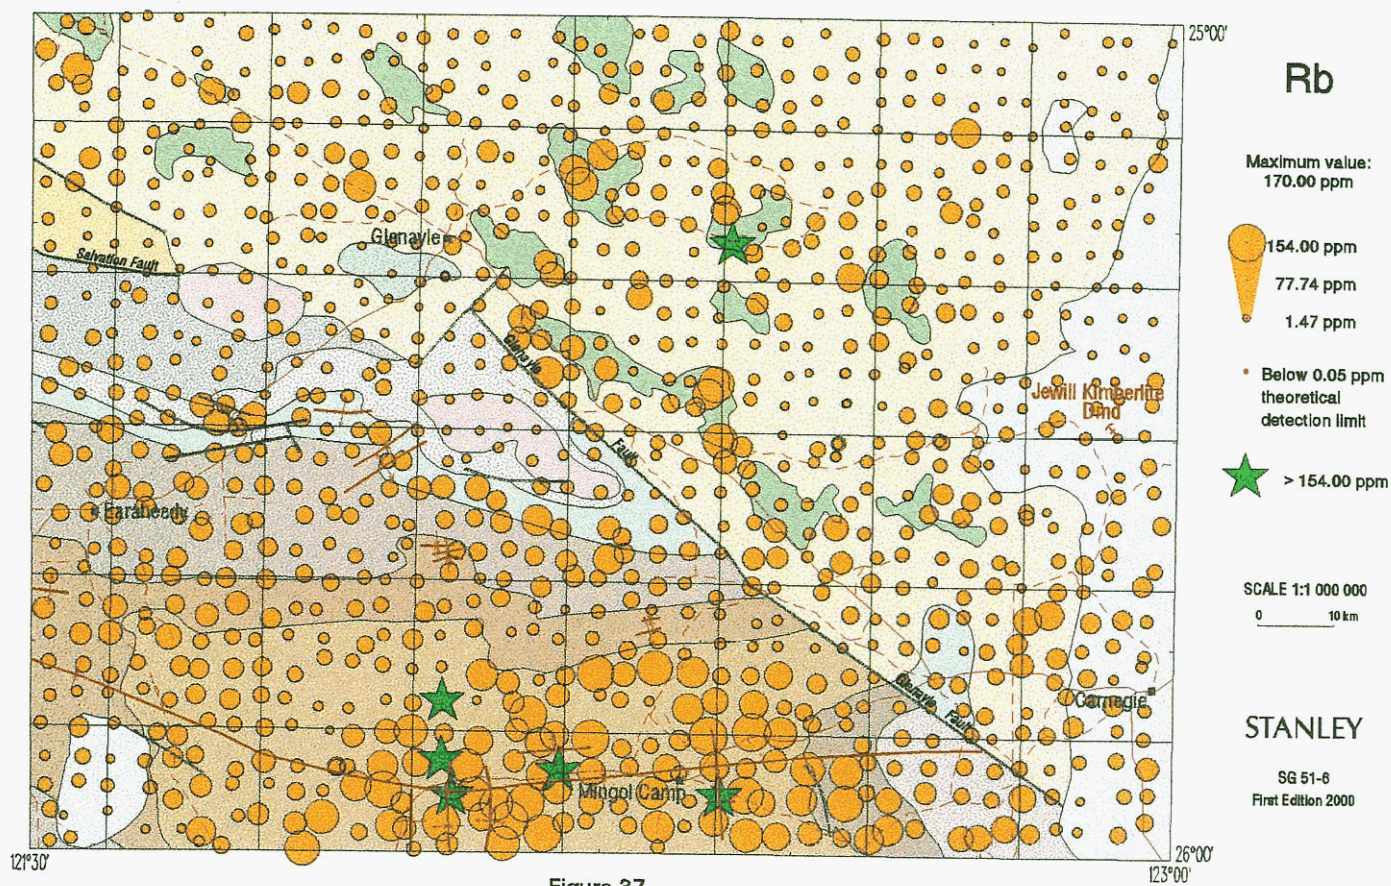 25°00'
Rb
Maximum value:
170.00 ppm
154.00 ppm
77.74 ppm
1.47 ppm
Below 0.05 ppm
theoretical
detection limit
> 154.00 ppm
Glenayle
Salvation Fault
Glenayle
Fault
Jewill Kimberlite
Dmd
Earaheedy
SCALE 1:1 000 000
0 10 km
Glenayle Fault
Carnegie
STANLEY
Mingol Camp
SG 51-6
First Edition 2000
121°30'
26°00'
123°00'
Figure 37